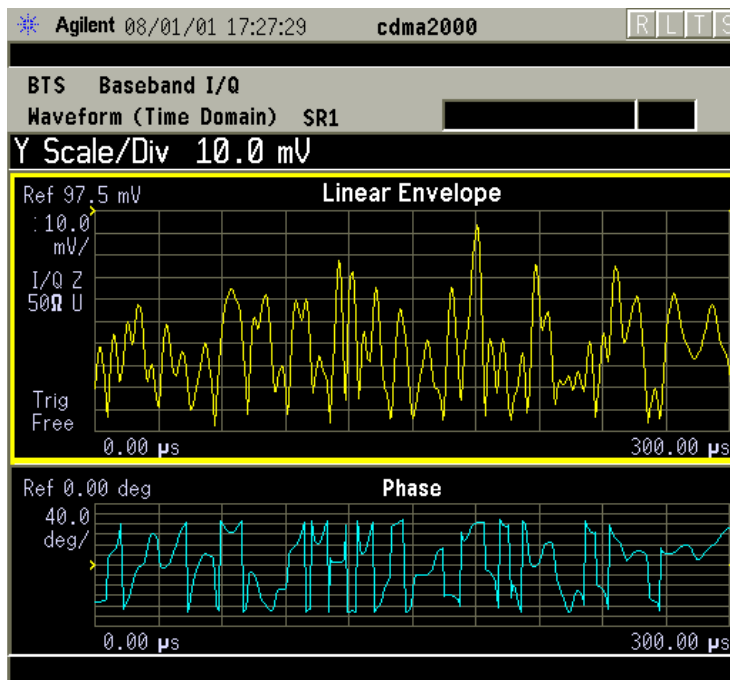 Agilent 08/01/01 17:27:29 cdma2000 R L T S
BTS Baseband I/Q
Waveform (Time Domain) SR1
Y Scale/Div 10.0 mV
Ref 97.5 mV Linear Envelope
10.0
mV/
I/Q Z
50Ω U
Trig
Free
0.00 µs 300.00 µs
Ref 0.00 deg Phase
40.0
deg/
0.00 µs 300.00 µs